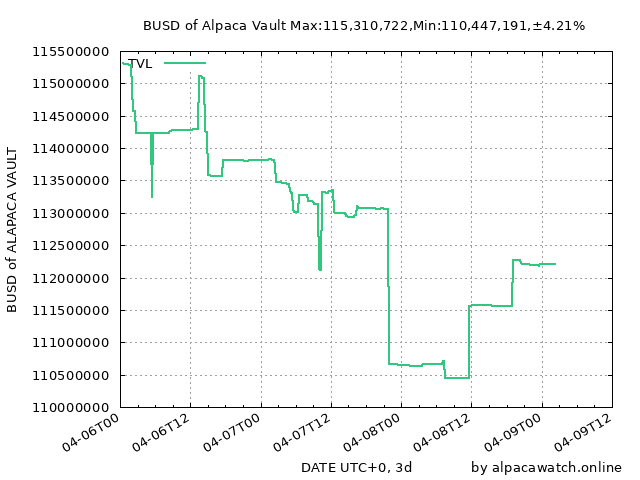 BUSD of Alpaca Vault Max:115,310,722,Min:110,447,191,±4.21%
115500000
TVL
115000000
114500000
114000000
113500000
113000000
112500000
112000000
111500000
111000000
110500000
110000000
BUSD of ALAPACA VAULT
04-06T00
04-06T12
04-07T00
04-07T12
04-08T00
04-08T12
04-09T00
04-09T12
DATE UTC+0, 3d
by alpacawatch.online